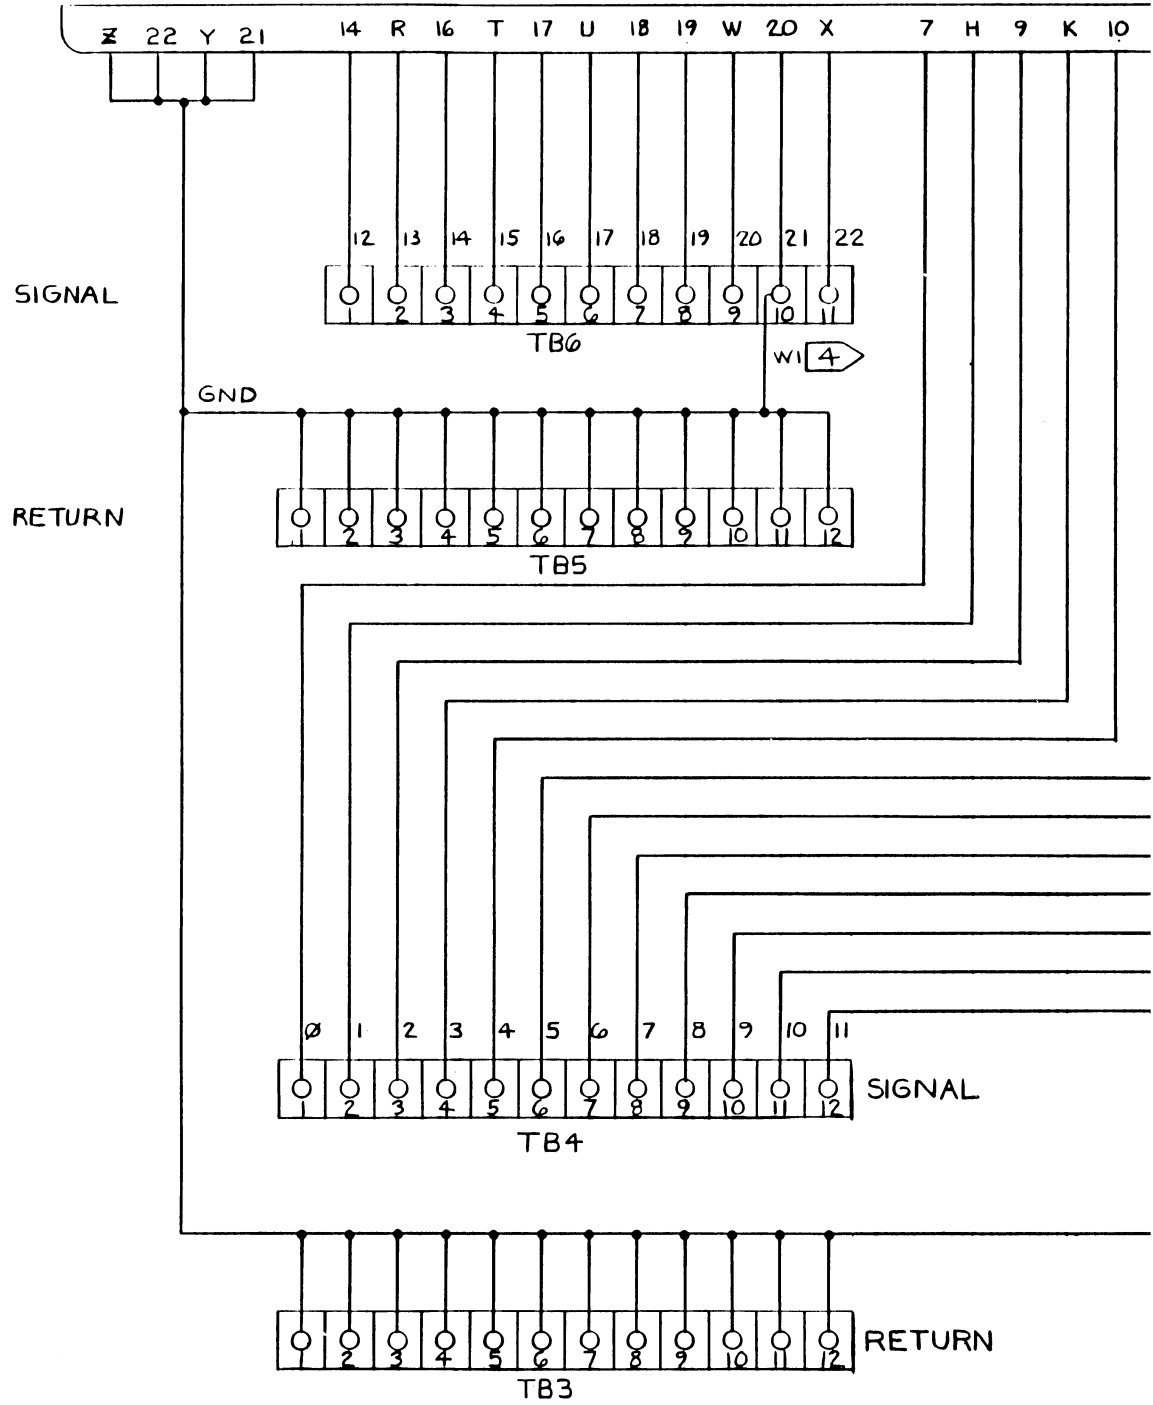 Z 22 Y 21 14 R 16 T 17 U 18 19 W 20 X 7 H 9 K 10
12 13 14 15 16 17 18 19 20 21 22
SIGNAL
1 2 3 4 5 6 7 8 9 10 11
TB6
W1 4
GND
RETURN
1 2 3 4 5 6 7 8 9 10 11 12
TB5
Ø 1 2 3 4 5 6 7 8 9 10 11
SIGNAL
1 2 3 4 5 6 7 8 9 10 11 12
TB4
RETURN
1 2 3 4 5 6 7 8 9 10 11 12
TB3